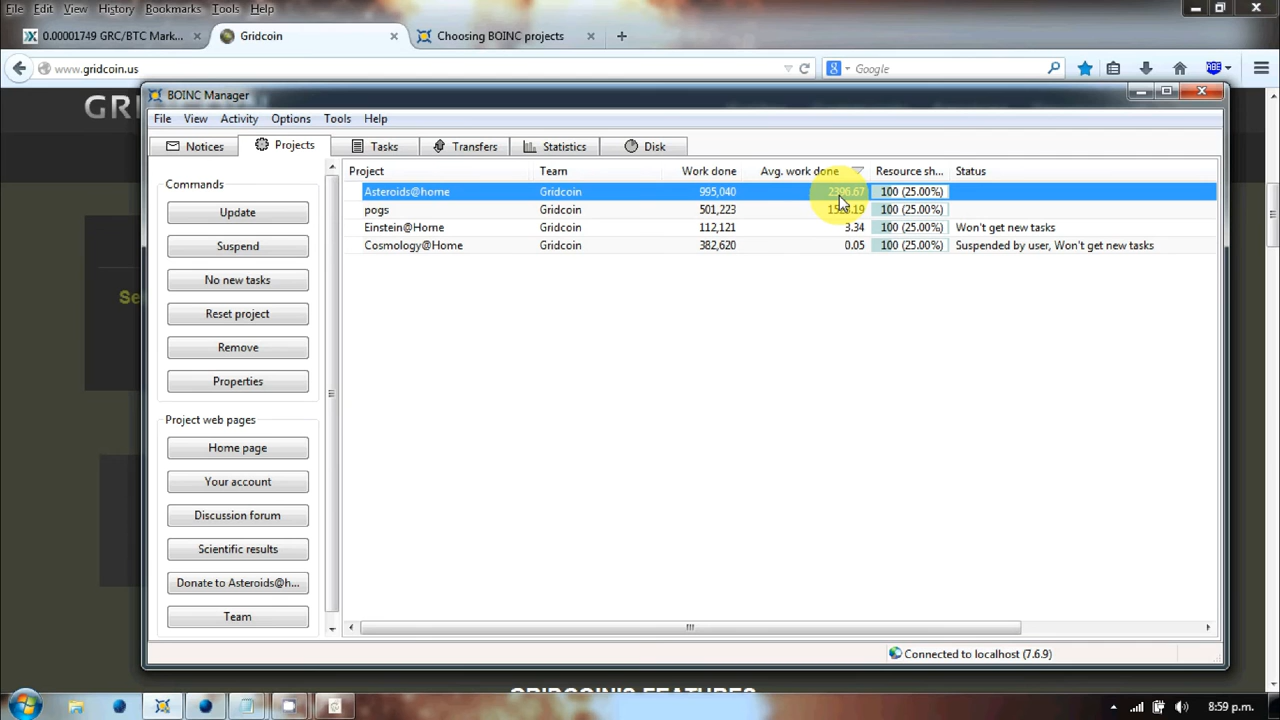 File Edit View History Bookmarks Tools Help
0.00001749 GRC/BTC Mark... Gridcoin Choosing BOINC projects
www.gridcoin.us Google
GRI
BOINC Manager
File View Activity Options Tools Help
Notices Projects Tasks Transfers Statistics Disk
Project Team Work done Avg. work done Resource sh... Status
Commands
Asteroids@home Gridcoin 995,040 2396.67 100 (25.00%)
Update
pogs Gridcoin 501,223 100 (25.00%)
Einstein@Home Gridcoin 112,121 3.34 100 (25.00%) Won't get new tasks
Suspend
Cosmology@Home Gridcoin 382,620 0.05 100 (25.00%) Suspended by user, Won't get new tasks
No new tasks
Se
Reset project
Remove
Properties
Project web pages
Home page
Your account
Discussion forum
Scientific results
Donate to Asteroids@h...
Team
Connected to localhost (7.6.9)
GRIDCOIN'S FEATURES
8:59 p.m.